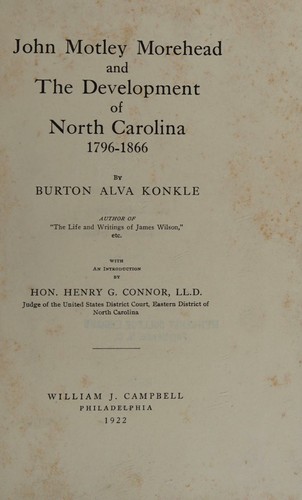 John Motley Morehead
and
The Development
of
North Carolina
1796-1866
BY
BURTON ALVA KONKLE
AUTHOR OF
"The Life and Writings of James Wilson,"
etc.
WITH
AN INTRODUCTION
BY
HON. HENRY G. CONNOR, LL.D.
Judge of the United States District Court, Eastern District of
North Carolina
WILLIAM J. CAMPBELL
PHILADELPHIA
1922